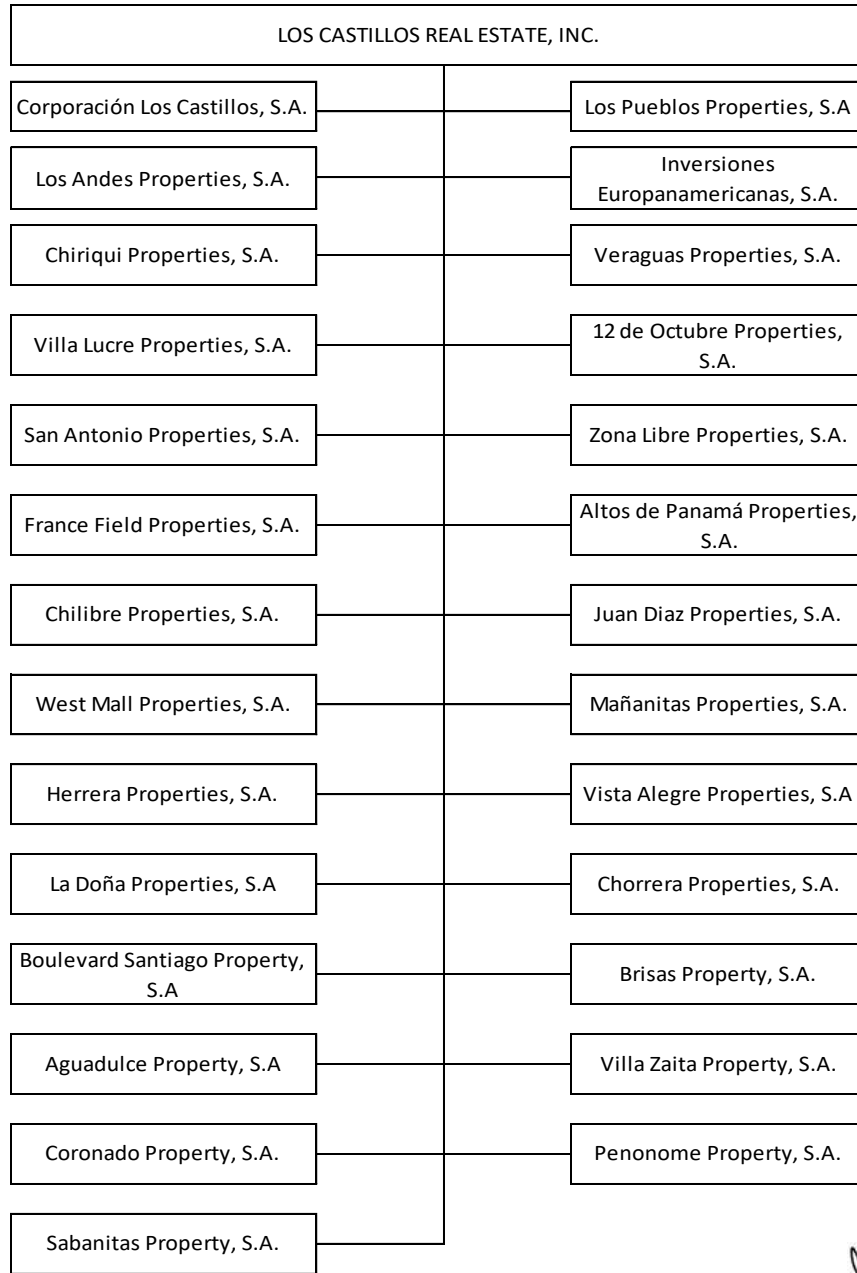 LOS CASTILLOS REAL ESTATE, INC.
Corporación Los Castillos, S.A.
Los Pueblos Properties, S.A
Los Andes Properties, S.A.
Inversiones
Europanamericanas, S.A.
Chiriqui Properties, S.A.
Veraguas Properties, S.A.
Villa Lucre Properties, S.A.
12 de Octubre Properties,
S.A.
San Antonio Properties, S.A.
Zona Libre Properties, S.A.
France Field Properties, S.A.
Altos de Panamá Properties,
S.A.
Chilibre Properties, S.A.
Juan Diaz Properties, S.A.
West Mall Properties, S.A.
Mañanitas Properties, S.A.
Herrera Properties, S.A.
Vista Alegre Properties, S.A
La Doña Properties, S.A
Chorrera Properties, S.A.
Boulevard Santiago Property,
S.A
Brisas Property, S.A.
Aguadulce Property, S.A
Villa Zaita Property, S.A.
Coronado Property, S.A.
Penonome Property, S.A.
Sabanitas Property, S.A.